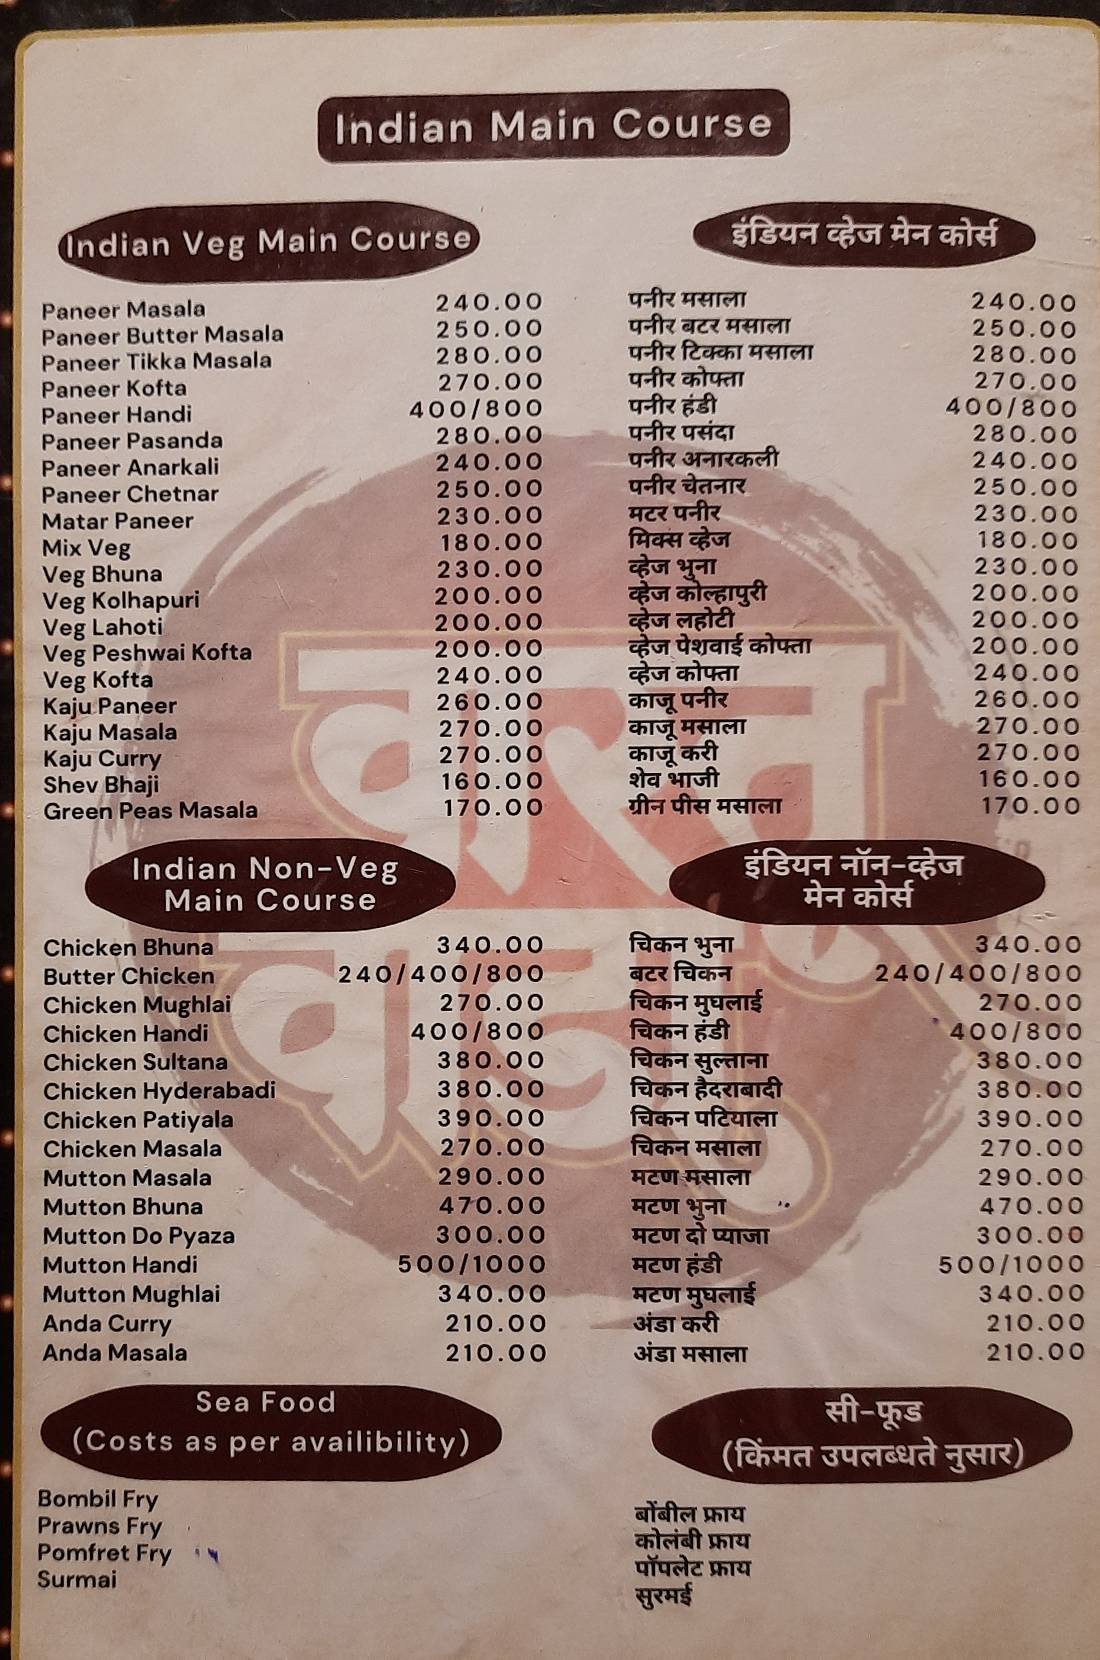 Indian Main Course
Indian Veg Main Course
Paneer Masala 240.00
Paneer Butter Masala 250.00
Paneer Tikka Masala 280.00
Paneer Kofta 270.00
Paneer Handi 400/800
Paneer Pasanda 280.00
Paneer Anarkali 240.00
Paneer Chetnar 250.00
Matar Paneer 230.00
Mix Veg 180.00
Veg Bhuna 230.00
Veg Kolhapuri 200.00
Veg Lahoti 200.00
Veg Peshwai Kofta 200.00
Veg Kofta 240.00
Kaju Paneer 260.00
Kaju Masala 270.00
Kaju Curry 270.00
Shev Bhaji 160.00
Green Peas Masala 170.00
Indian Non-Veg
Main Course
Chicken Bhuna 340.00
Butter Chicken 240/400/800
Chicken Mughlai 270.00
Chicken Handi 400/800
Chicken Sultana 380.00
Chicken Hyderabadi 380.00
Chicken Patiyala 390.00
Chicken Masala 270.00
Mutton Masala 290.00
Mutton Bhuna 470.00
Mutton Do Pyaza 300.00
Mutton Handi 500/1000
Mutton Mughlai 340.00
Anda Curry 210.00
Anda Masala 210.00
Sea Food
(Costs as per availibility)
Bombil Fry
Prawns Fry
Pomfret Fry
Surmai
इंडियन व्हेज मेन कोर्स
पनीर मसाला 240.00
पनीर बटर मसाला 250.00
पनीर टिक्का मसाला 280.00
पनीर कोफ्ता 270.00
पनीर हंडी 400/800
पनीर पसंदा 280.00
पनीर अनारकली 240.00
पनीर चेतनार 250.00
मटर पनीर 230.00
मिक्स व्हेज 180.00
व्हेज भुना 230.00
व्हेज कोल्हापुरी 200.00
व्हेज लहोटी 200.00
व्हेज पेशवाई कोफ्ता 200.00
व्हेज कोफ्ता 240.00
काजू पनीर 260.00
काजू मसाला 270.00
काजू करी 270.00
शेव भाजी 160.00
ग्रीन पीस मसाला 170.00
इंडियन नॉन-व्हेज
मेन कोर्स
चिकन भुना 340.00
बटर चिकन 240/400/800
चिकन मुघलाई 270.00
चिकन हंडी 400/800
चिकन सुल्ताना 380.00
चिकन हैदराबादी 380.00
चिकन पटियाला 390.00
चिकन मसाला 270.00
मटण मसाला 290.00
मटण भुना 470.00
मटण दो प्याजा 300.00
मटण हंडी 500/1000
मटण मुघलाई 340.00
अंडा करी 210.00
अंडा मसाला 210.00
सी-फूड
(किंमत उपलब्धते नुसार)
बोंबील फ्राय
कोलंबी फ्राय
पॉपलेट फ्राय
सुरमई